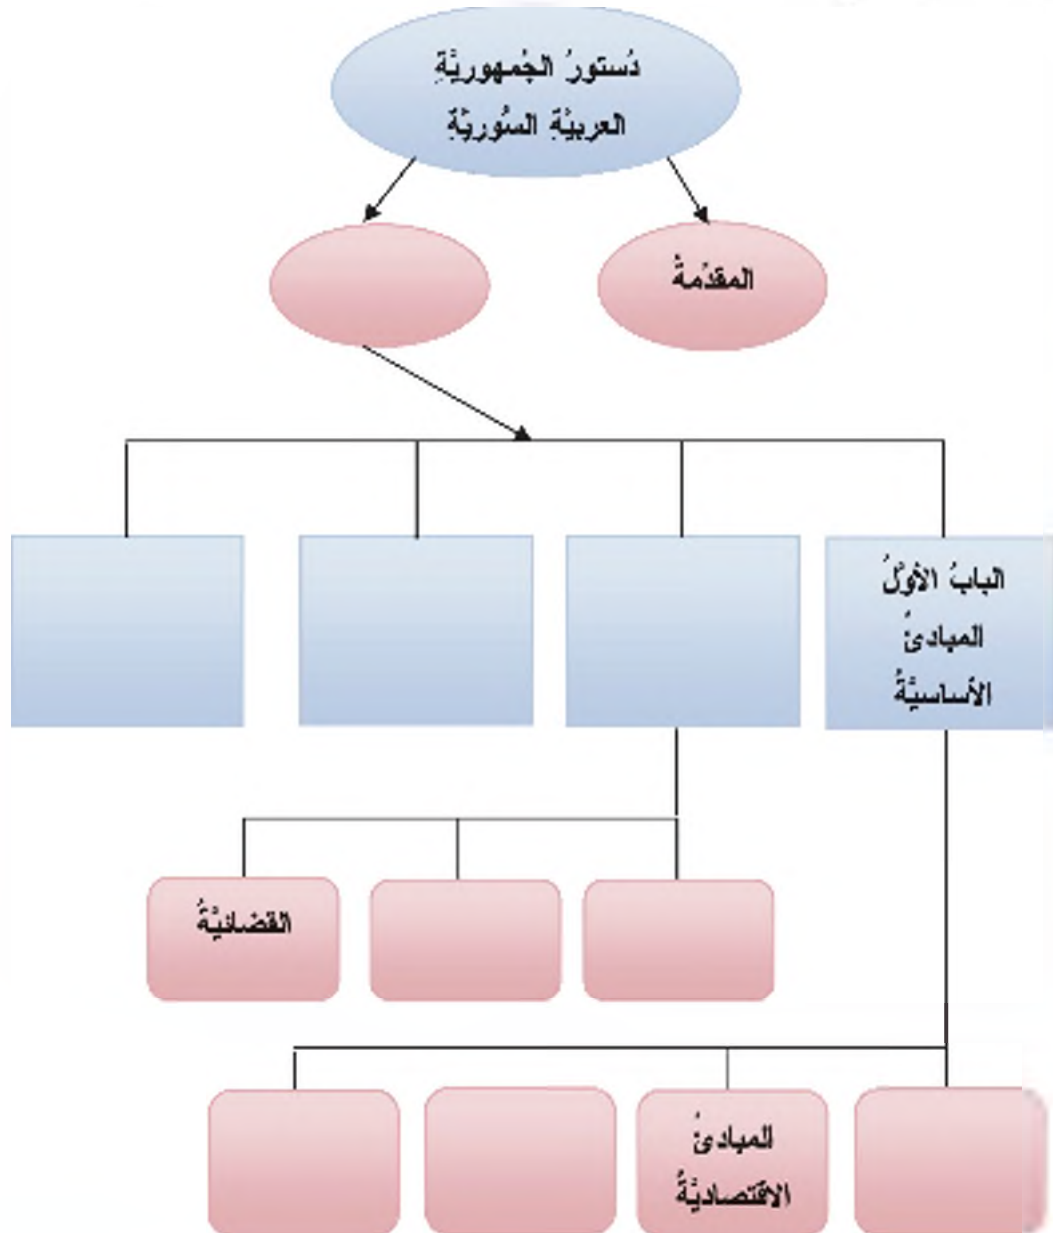 دُستورُ الجُمهوريَّةِ
العربيَّةِ السُّوريَّةِ
المقدّمةُ
البابُ الأوَّلُ
المبادئُ
الأساسيَّةُ
القضائيَّةُ
المبادئُ
الاقتصاديَّةُ